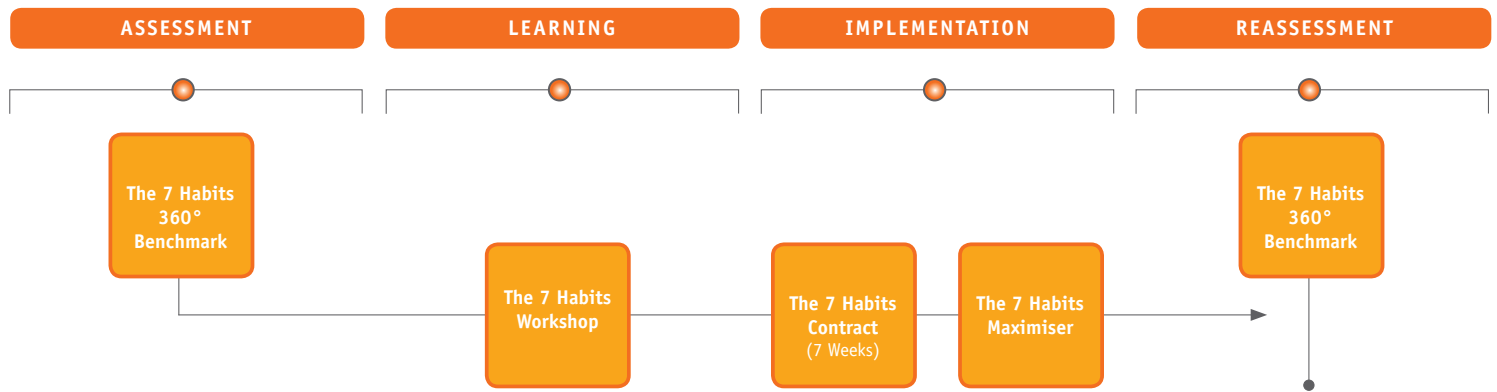 ASSESSMENT
LEARNING
IMPLEMENTATION
REASSESSMENT
The 7 Habits
360°
Benchmark
The 7 Habits
Workshop
The 7 Habits
Contract
(7 Weeks)
The 7 Habits
Maximiser
The 7 Habits
360°
Benchmark